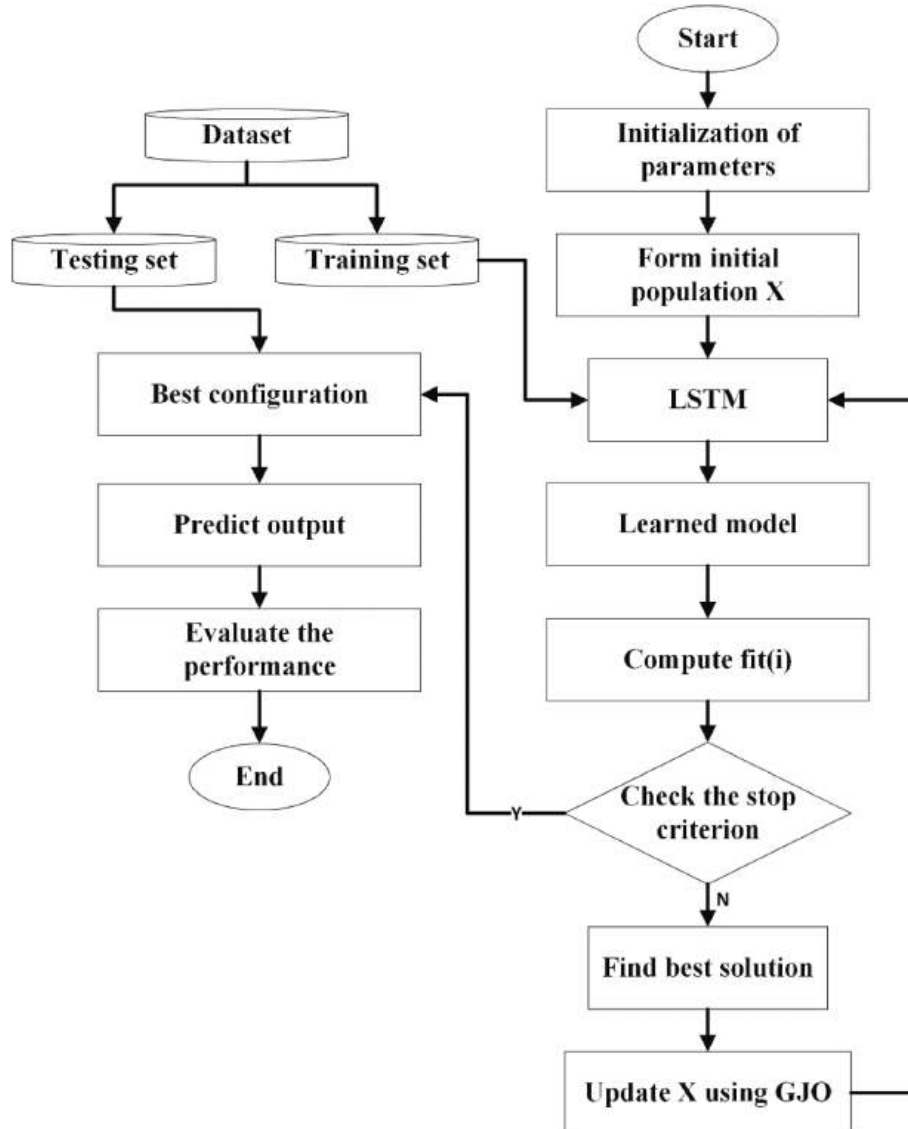 Start
Initialization of
parameters
Form initial
population X
LSTM
Learned model
Compute fit(i)
Check the stop
criterion
Y
N
Find best solution
Update X using GJO
Dataset
Testing set
Training set
Best configuration
Predict output
Evaluate the
performance
End